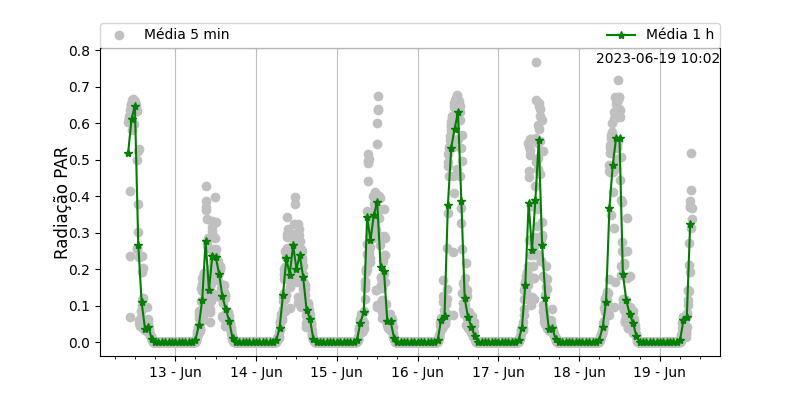 Média 5 min
Média 1 h
2023-06-19 10:02
Radiação PAR
0.8
0.7
0.6
0.5
0.4
0.3
0.2
0.1
0.0
13 - Jun
14 - Jun
15 - Jun
16 - Jun
17 - Jun
18 - Jun
19 - Jun